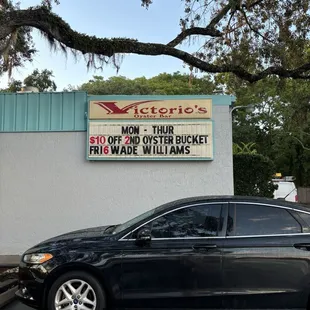 Victorio's
Oyster Bar
MON - THUR
$10 OFF 2ND OYSTER BUCKET
FRI 6 WADE WILLIAMS